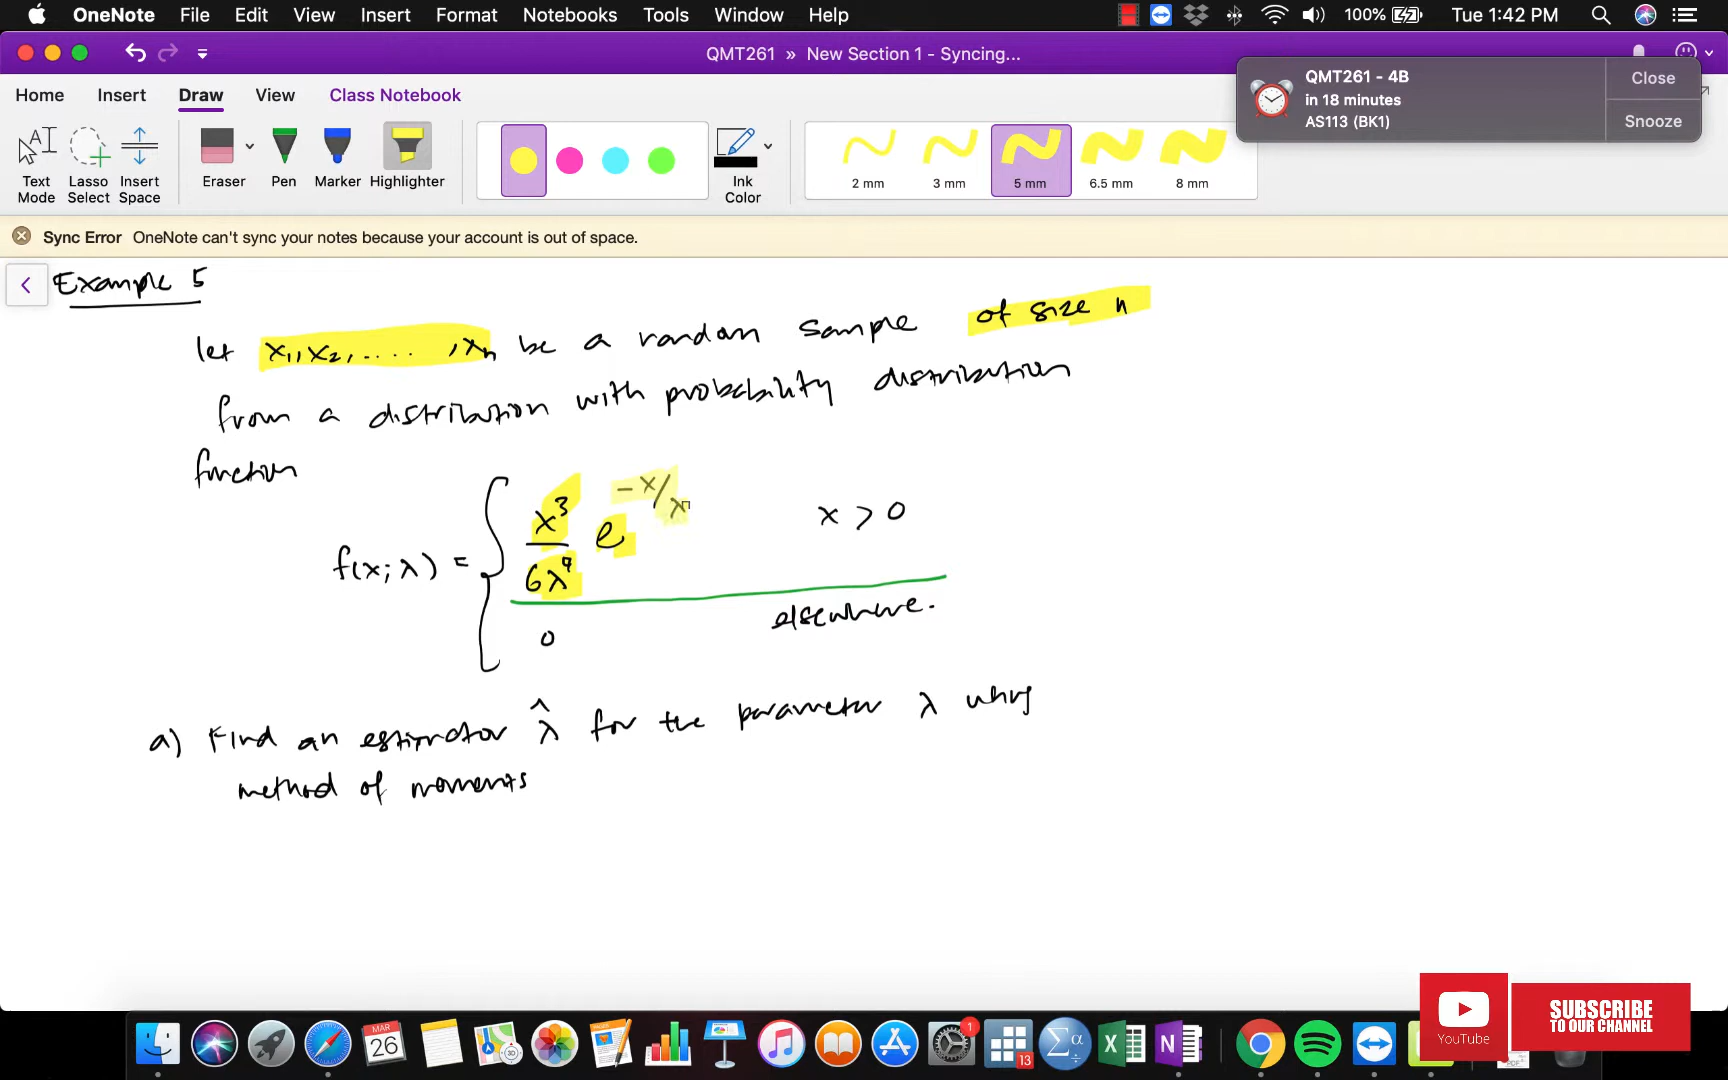 OneNote File Edit View Insert Format Notebooks Tools Window Help 100% Tue 1:42 PM
QMT261 » New Section 1 - Syncing...
QMT261 - 4B
in 18 minutes
AS113 (BK1)
Close
Snooze
Home Insert Draw View Class Notebook
Text Mode
Lasso Select
Insert Space
Eraser
Pen
Marker
Highlighter
Ink Color
2 mm 3 mm 5 mm 6.5 mm 8 mm
Sync Error OneNote can't sync your notes because your account is out of space.
Example 5
let x1, x2, .... , xn be a random sample of size n
from a distribution with probability distribution
function
f(x; λ) = { x³/6λ⁴ e^(-x/λ) x > 0
0 elsewhere.
a) Find an estimator λ̂ for the parameter λ using
method of moments
MAR
26
1
13
SUBSCRIBE
TO OUR CHANNEL
YouTube